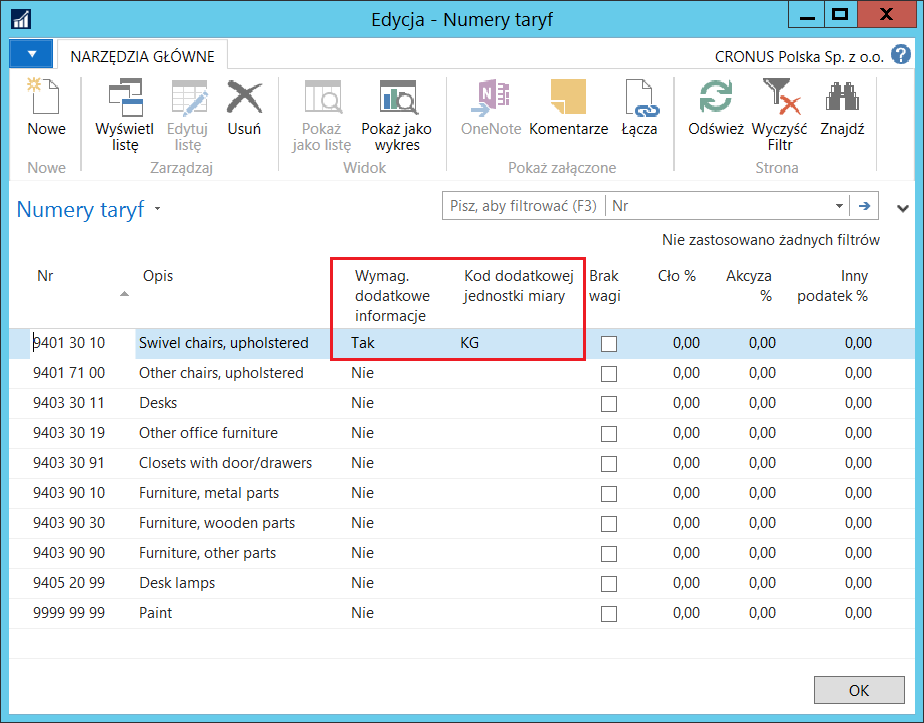 Edycja - Numery taryf
NARZĘDZIA GŁÓWNE
CRONUS Polska Sp. z o.o. ?
Nowe
Wyświetl listę
Edytuj listę
Usuń
Pokaż jako listę
Pokaż jako wykres
OneNote
Komentarze
Łącza
Odśwież
Wyczyść Filtr
Znajdź
Nowe
Zarządzaj
Widok
Pokaż załączone
Strona
Numery taryf
Pisz, aby filtrować (F3) Nr
Nie zastosowano żadnych filtrów
Nr
Opis
Wymag. dodatkowe informacje
Kod dodatkowej jednostki miary
Brak wagi
Cło %
Akcyza %
Inny podatek %
9401 30 10 Swivel chairs, upholstered Tak KG 0,00 0,00 0,00
9401 71 00 Other chairs, upholstered Nie 0,00 0,00 0,00
9403 30 11 Desks Nie 0,00 0,00 0,00
9403 30 19 Other office furniture Nie 0,00 0,00 0,00
9403 30 91 Closets with door/drawers Nie 0,00 0,00 0,00
9403 90 10 Furniture, metal parts Nie 0,00 0,00 0,00
9403 90 30 Furniture, wooden parts Nie 0,00 0,00 0,00
9403 90 90 Furniture, other parts Nie 0,00 0,00 0,00
9405 20 99 Desk lamps Nie 0,00 0,00 0,00
9999 99 99 Paint Nie 0,00 0,00 0,00
OK